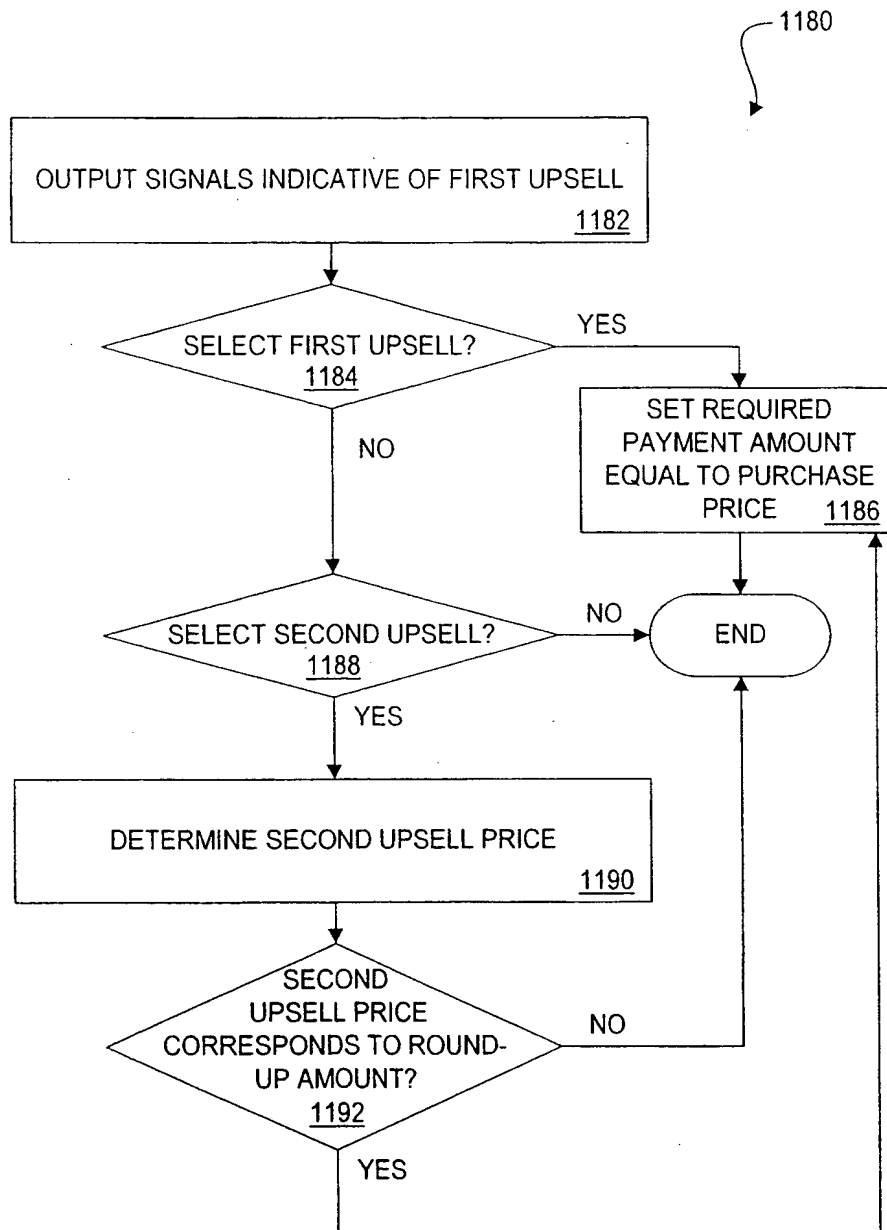 1180
OUTPUT SIGNALS INDICATIVE OF FIRST UPSELL
1182
SELECT FIRST UPSELL?
1184
YES
NO
SET REQUIRED
PAYMENT AMOUNT
EQUAL TO PURCHASE
PRICE 1186
SELECT SECOND UPSELL?
1188
NO
END
YES
DETERMINE SECOND UPSELL PRICE
1190
SECOND
UPSELL PRICE
CORRESPONDS TO ROUND-
UP AMOUNT?
1192
NO
YES